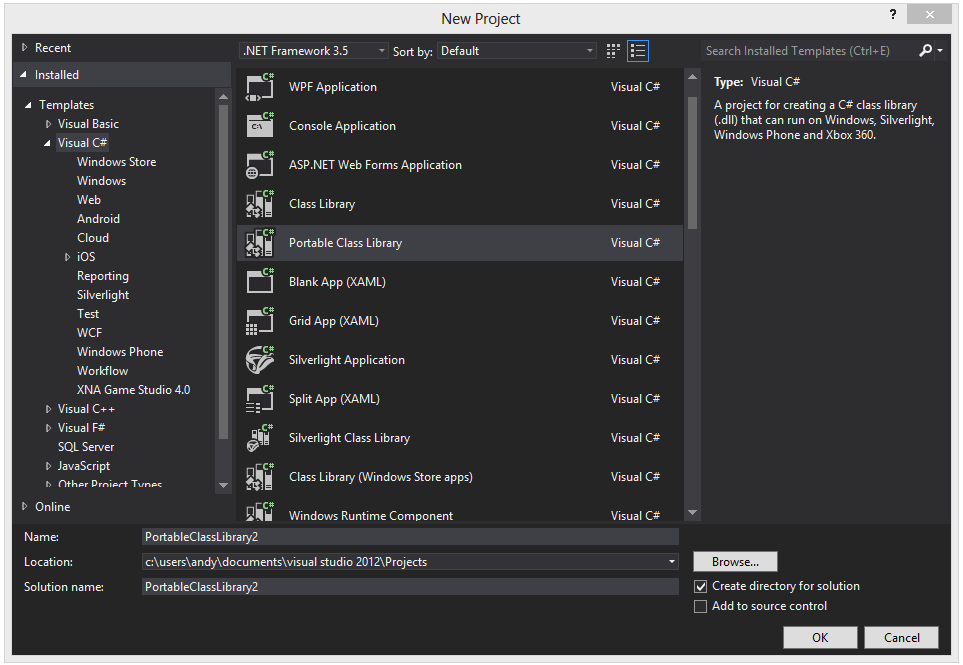 New Project
?
Recent
Installed
Templates
Visual Basic
Visual C#
Windows Store
Windows
Web
Android
Cloud
iOS
Reporting
Silverlight
Test
WCF
Windows Phone
Workflow
XNA Game Studio 4.0
Visual C++
Visual F#
SQL Server
JavaScript
Other Project Types
Online
.NET Framework 3.5 Sort by: Default
WPF Application Visual C#
Console Application Visual C#
ASP.NET Web Forms Application Visual C#
Class Library Visual C#
Portable Class Library Visual C#
Blank App (XAML) Visual C#
Grid App (XAML) Visual C#
Silverlight Application Visual C#
Split App (XAML) Visual C#
Silverlight Class Library Visual C#
Class Library (Windows Store apps) Visual C#
Windows Runtime Component Visual C#
Search Installed Templates (Ctrl+E)
Type: Visual C#
A project for creating a C# class library
(.dll) that can run on Windows, Silverlight,
Windows Phone and Xbox 360.
Name: PortableClassLibrary2
Location: c:\users\andy\documents\visual studio 2012\Projects Browse...
Solution name: PortableClassLibrary2
Create directory for solution
Add to source control
OK Cancel